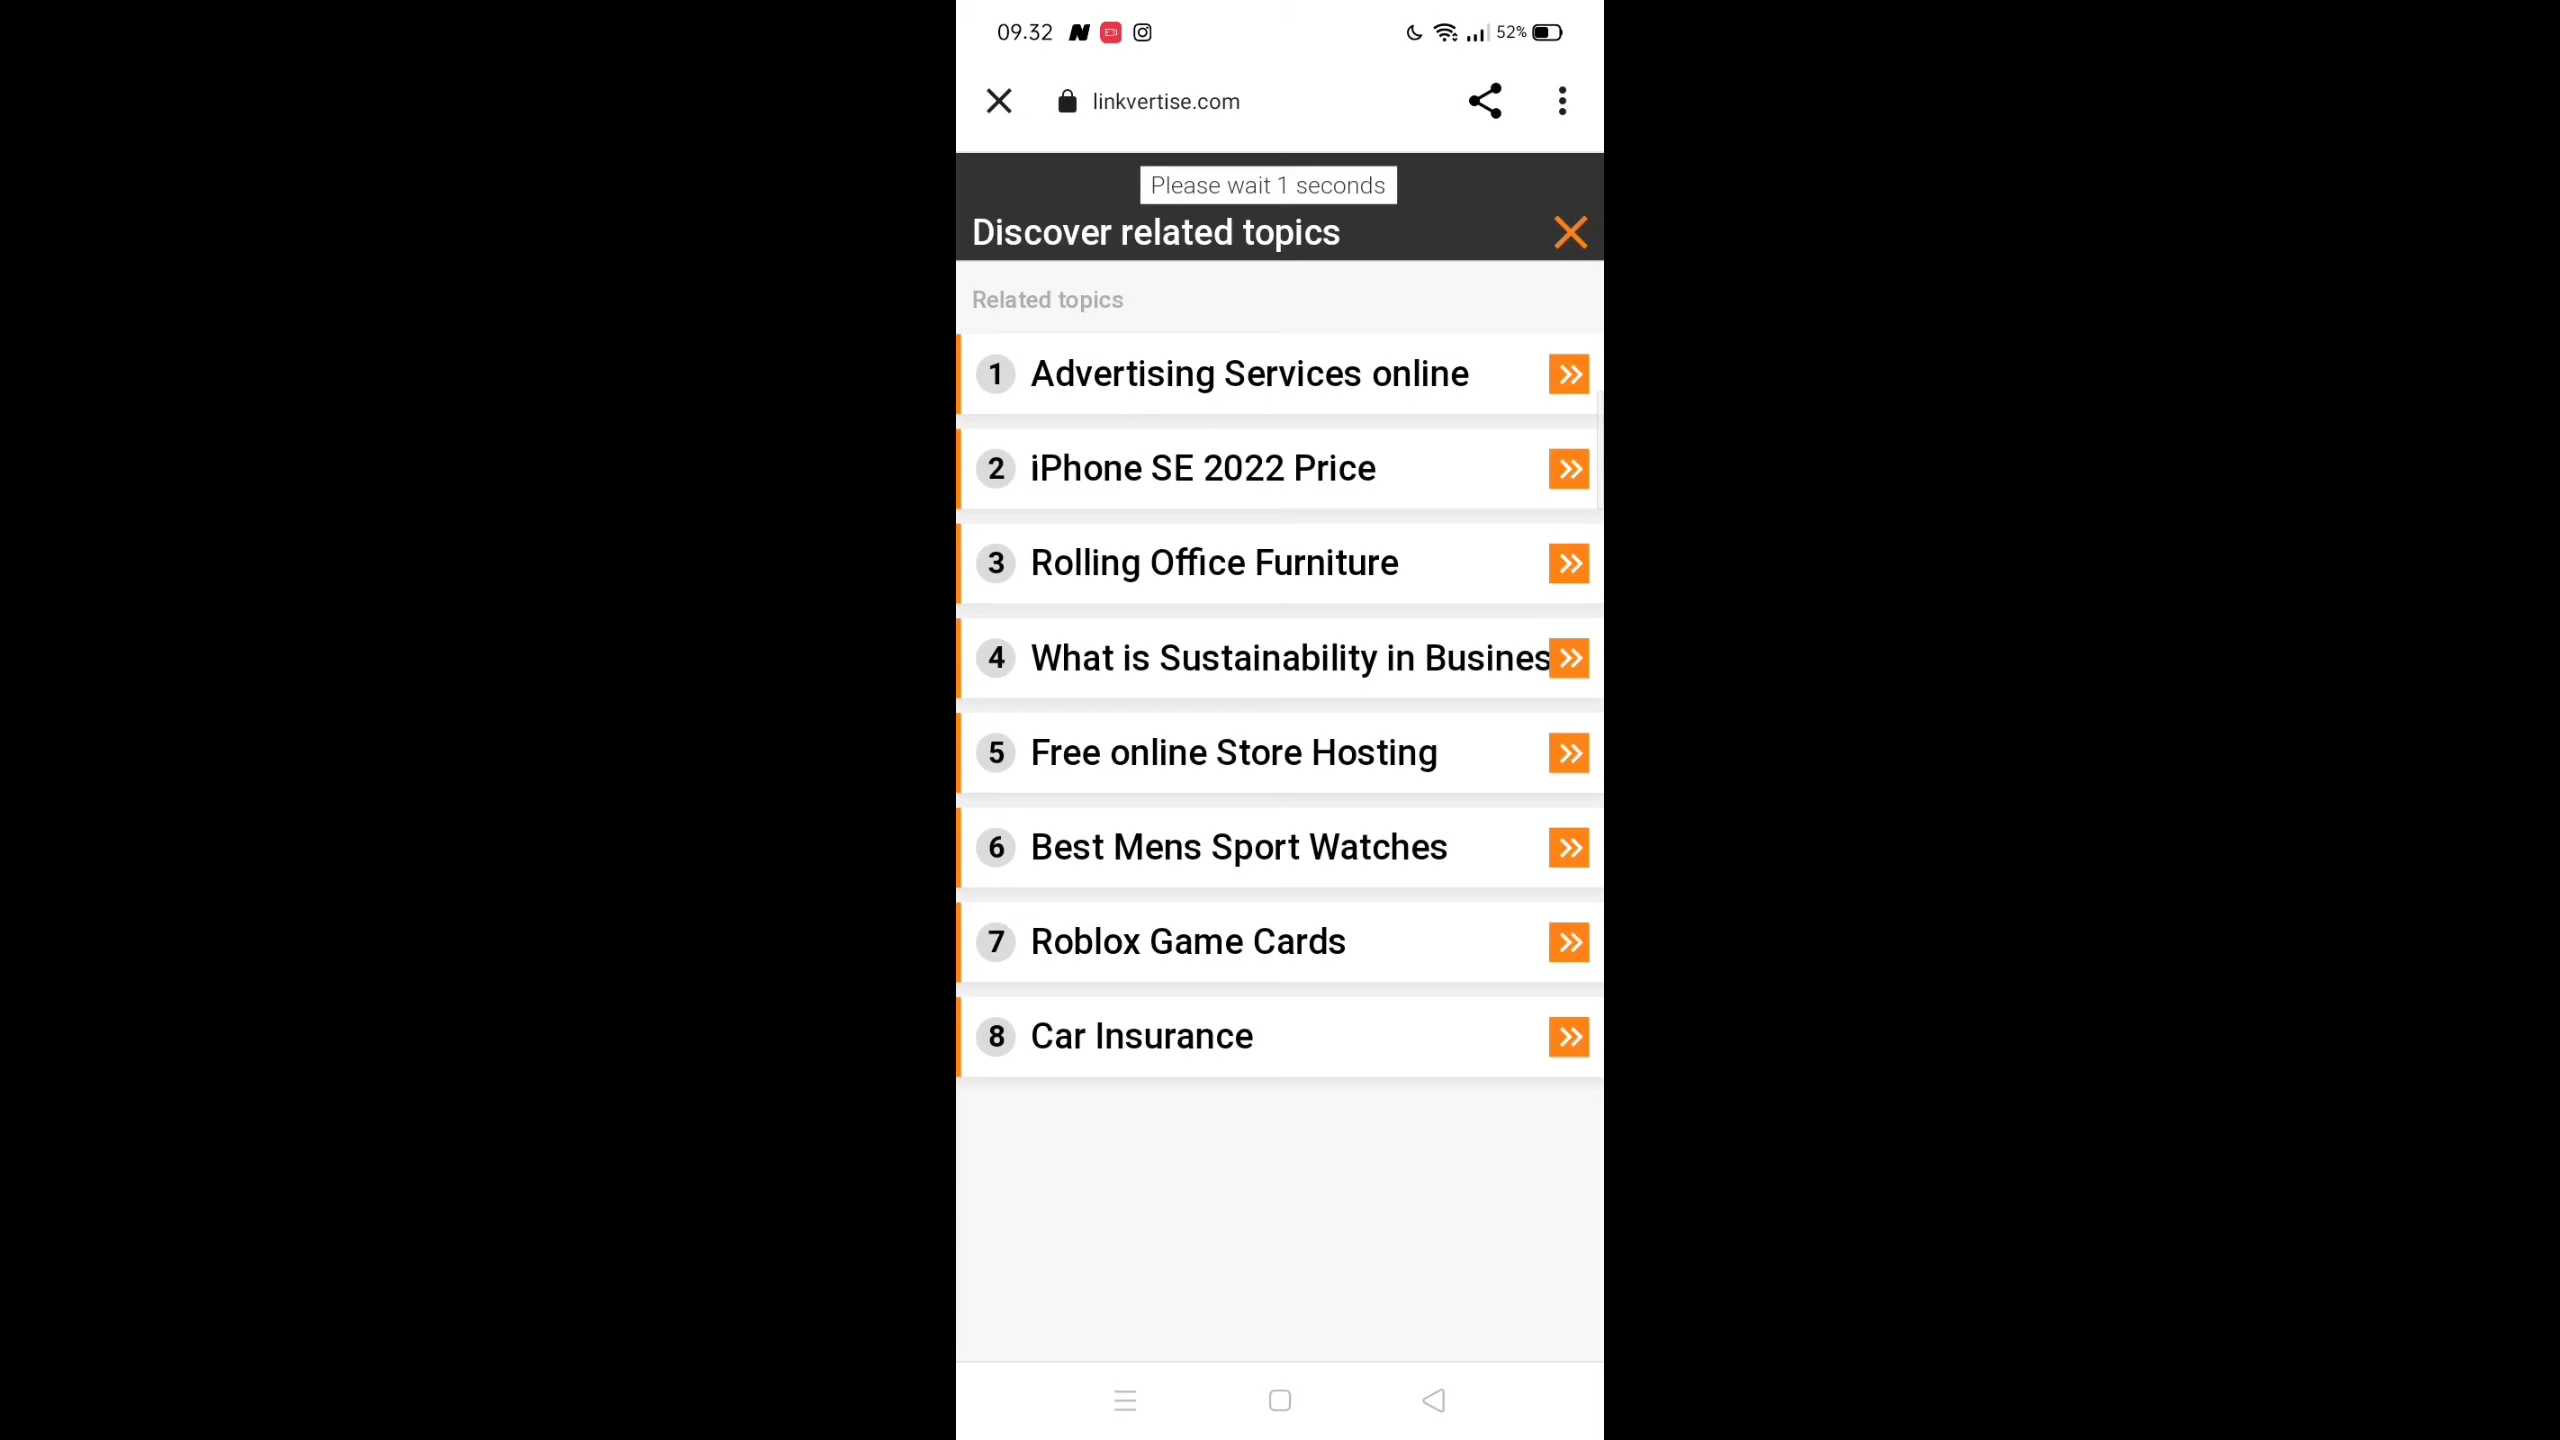 09.32 52%
linkvertise.com
Please wait 1 seconds
Discover related topics
Related topics
1 Advertising Services online
2 iPhone SE 2022 Price
3 Rolling Office Furniture
4 What is Sustainability in Busines
5 Free online Store Hosting
6 Best Mens Sport Watches
7 Roblox Game Cards
8 Car Insurance